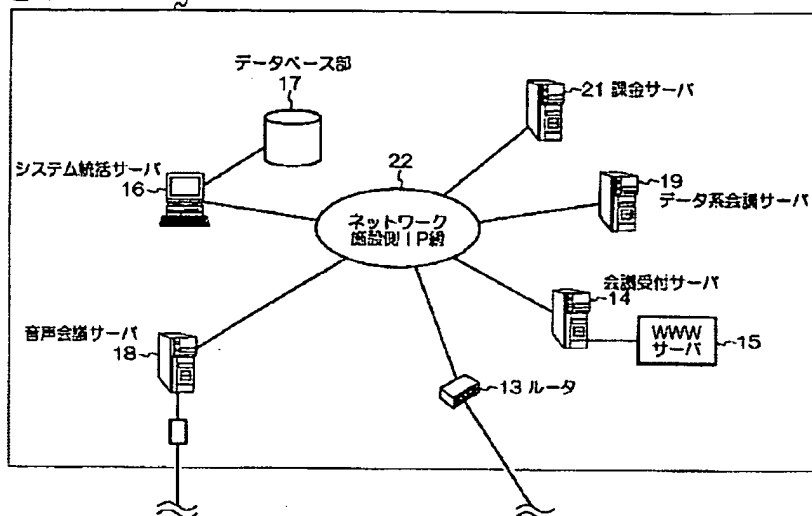 データベース部
17
21 課金サーバ
システム統括サーバ
16
22
19
データ系会議サーバ
ネットワーク
施設側IP網
会議受付サーバ
14
WWW
サーバ
15
音声会議サーバ
18
13 ルータ